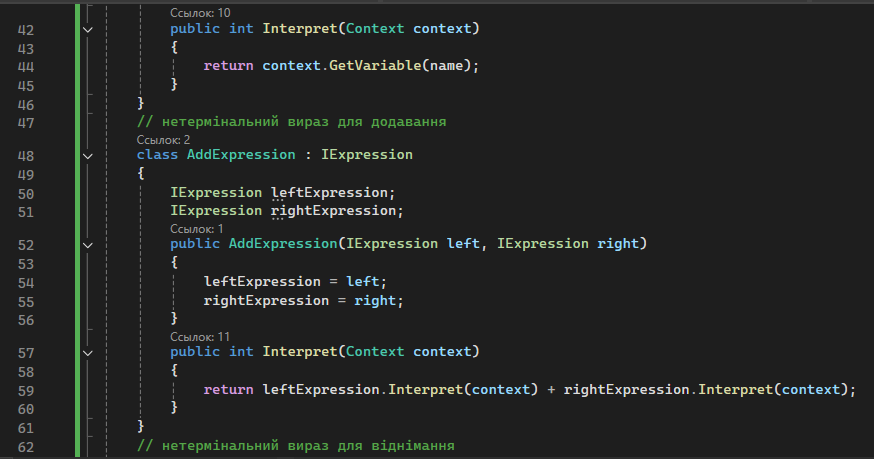 Ссылок: 10
42 public int Interpret(Context context)
43 {
44 return context.GetVariable(name);
45 }
46 }
47 // нетермінальний вираз для додавання
Ссылок: 2
48 class AddExpression : IExpression
49 {
50 IExpression leftExpression;
51 IExpression rightExpression;
Ссылок: 1
52 public AddExpression(IExpression left, IExpression right)
53 {
54 leftExpression = left;
55 rightExpression = right;
56 }
Ссылок: 11
57 public int Interpret(Context context)
58 {
59 return leftExpression.Interpret(context) + rightExpression.Interpret(context);
60 }
61 }
62 // нетермінальний вираз для віднімання